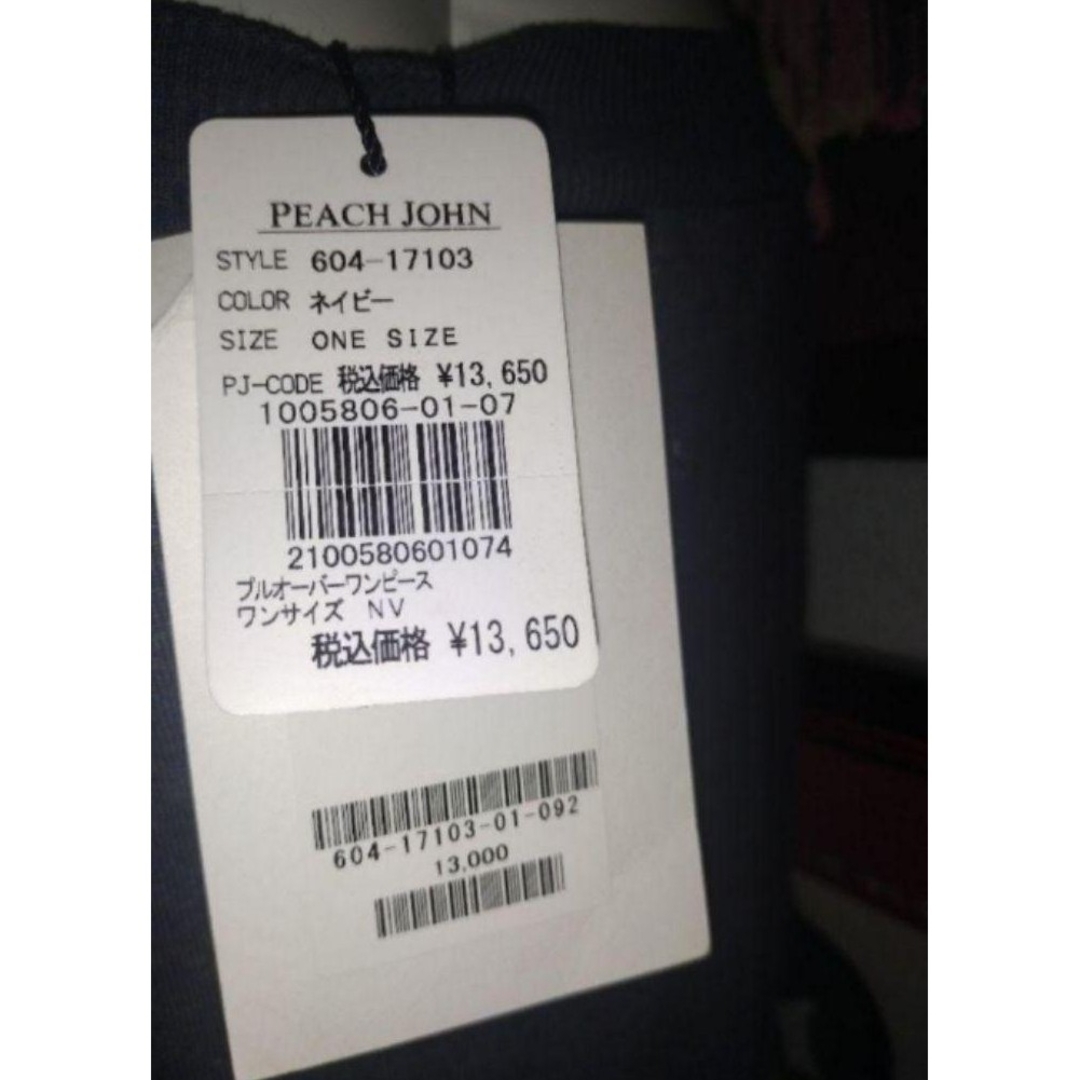 PEACH JOHN
STYLE 604-17103
COLOR ネイビー
SIZE ONE SIZE
PJ-CODE 税込価格 ¥13,650
1005806-01-07
2100580601074
プルオーバーワンピース
ワンサイズ NV
税込価格 ¥13,650
604-17103-01-092
13,000